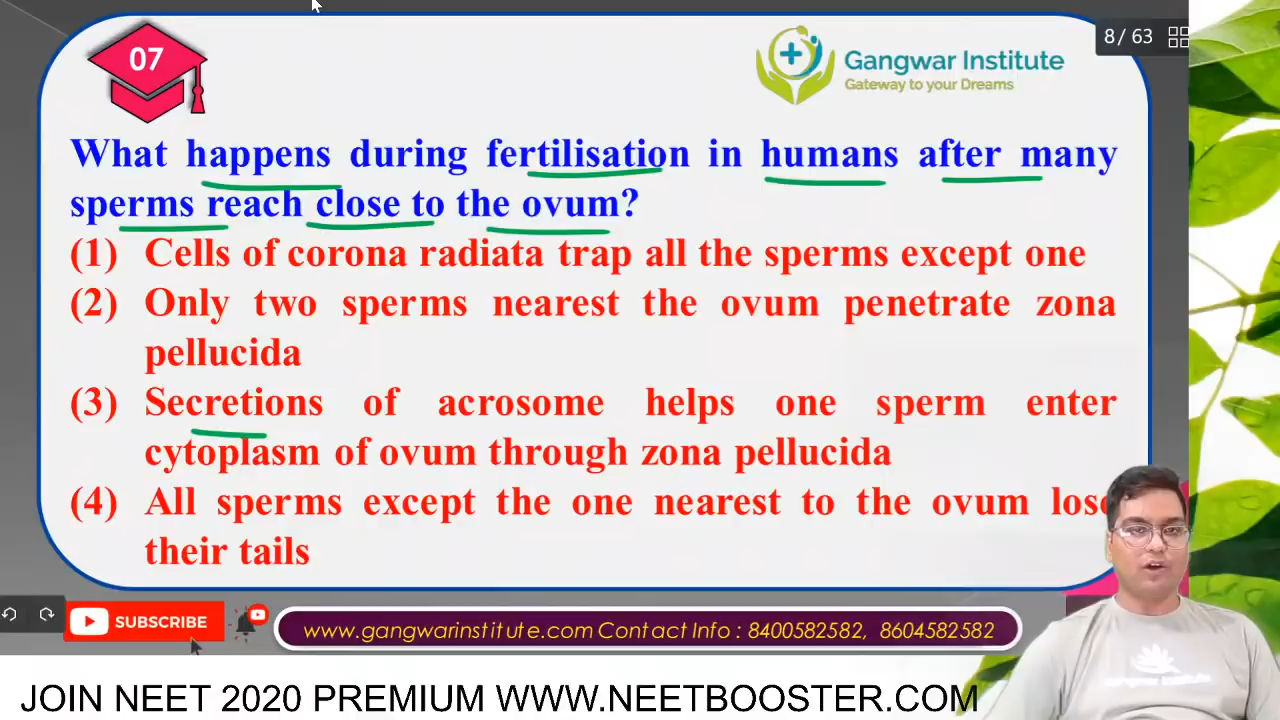 07
Gangwar Institute
Gateway to your Dreams
8 / 63
What happens during fertilisation in humans after many
sperms reach close to the ovum?
(1) Cells of corona radiata trap all the sperms except one
(2) Only two sperms nearest the ovum penetrate zona
pellucida
(3) Secretions of acrosome helps one sperm enter
cytoplasm of ovum through zona pellucida
(4) All sperms except the one nearest to the ovum lose
their tails
SUBSCRIBE
www.gangwarinstitute.com Contact Info : 8400582582, 8604582582
JOIN NEET 2020 PREMIUM WWW.NEETBOOSTER.COM